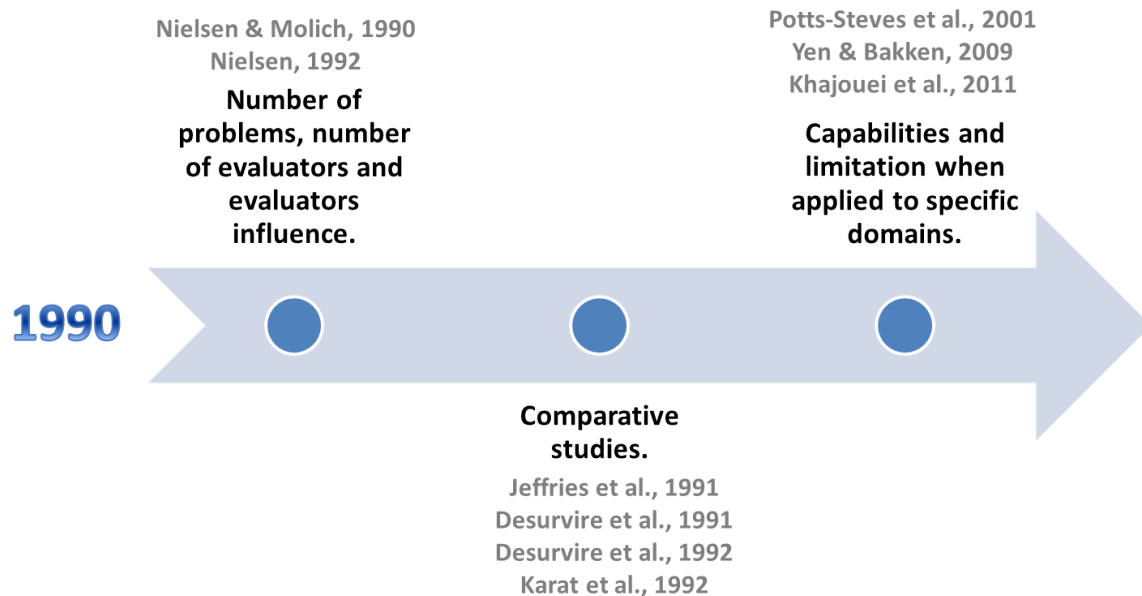 Nielsen & Molich, 1990
Nielsen, 1992
Number of
problems, number
of evaluators and
evaluators
influence.
Potts-Steves et al., 2001
Yen & Bakken, 2009
Khajouei et al., 2011
Capabilities and
limitation when
applied to specific
domains.
1990
Comparative
studies.
Jeffries et al., 1991
Desurvire et al., 1991
Desurvire et al., 1992
Karat et al., 1992